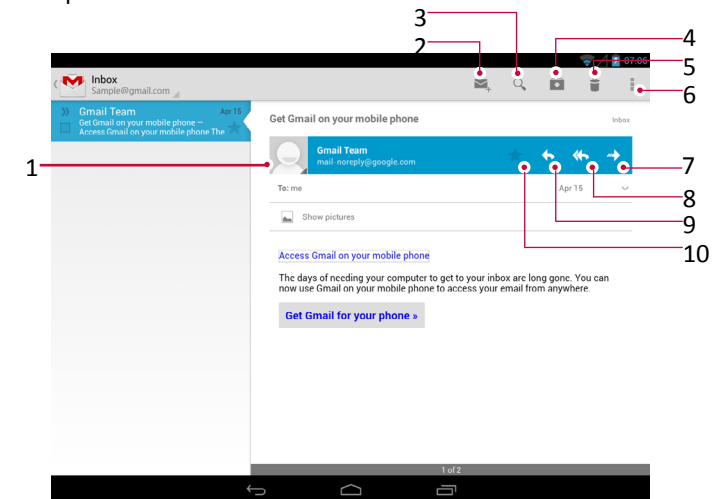 3
4
2
07:06
5
Inbox
Sample@gmail.com
6
Gmail Team Apr 15
Get Gmail on your mobile phone –
Access Gmail on your mobile phone The
Get Gmail on your mobile phone Inbox
1
Gmail Team
mail-noreply@google.com
7
To: me Apr 15
8
Show pictures
9
10
Access Gmail on your mobile phone
The days of needing your computer to get to your inbox are long gone. You can
now use Gmail on your mobile phone to access your email from anywhere.
Get Gmail for your phone »
1 of 2